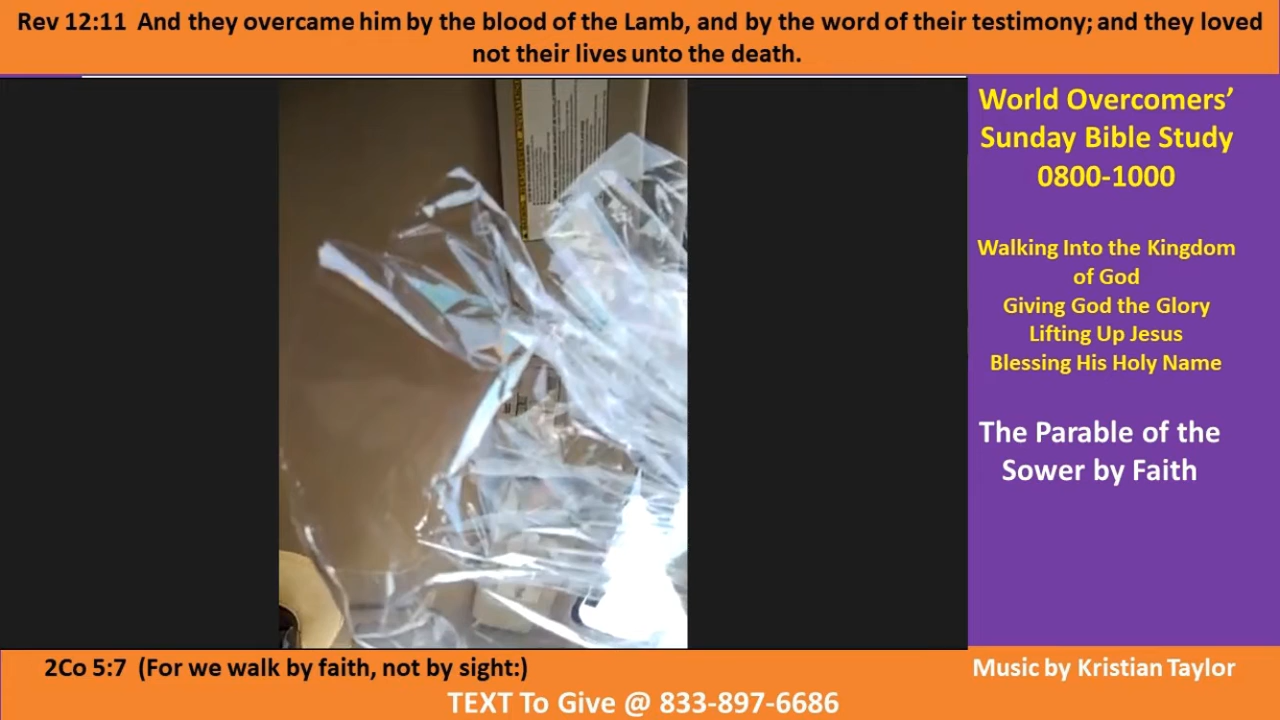 Rev 12:11 And they overcame him by the blood of the Lamb, and by the word of their testimony; and they loved
not their lives unto the death.
World Overcomers’
Sunday Bible Study
0800-1000
Walking Into the Kingdom
of God
Giving God the Glory
Lifting Up Jesus
Blessing His Holy Name
The Parable of the
Sower by Faith
2Co 5:7 (For we walk by faith, not by sight:)
Music by Kristian Taylor
TEXT To Give @ 833-897-6686